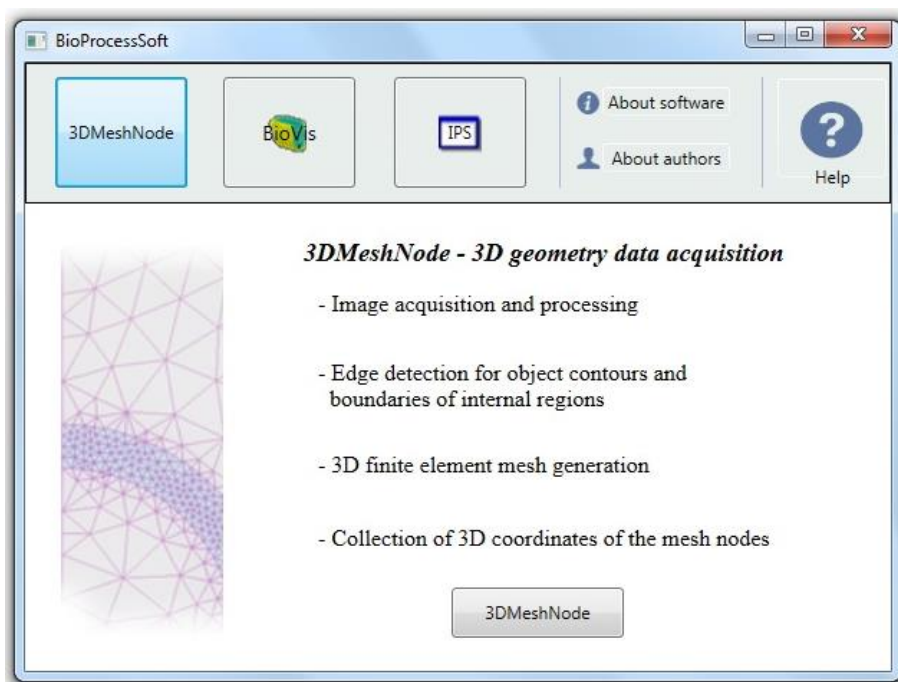 BioProcessSoft
3DMeshNode
BioVis
IPS
About software
About authors
Help
3DMeshNode - 3D geometry data acquisition
- Image acquisition and processing
- Edge detection for object contours and
boundaries of internal regions
- 3D finite element mesh generation
- Collection of 3D coordinates of the mesh nodes
3DMeshNode